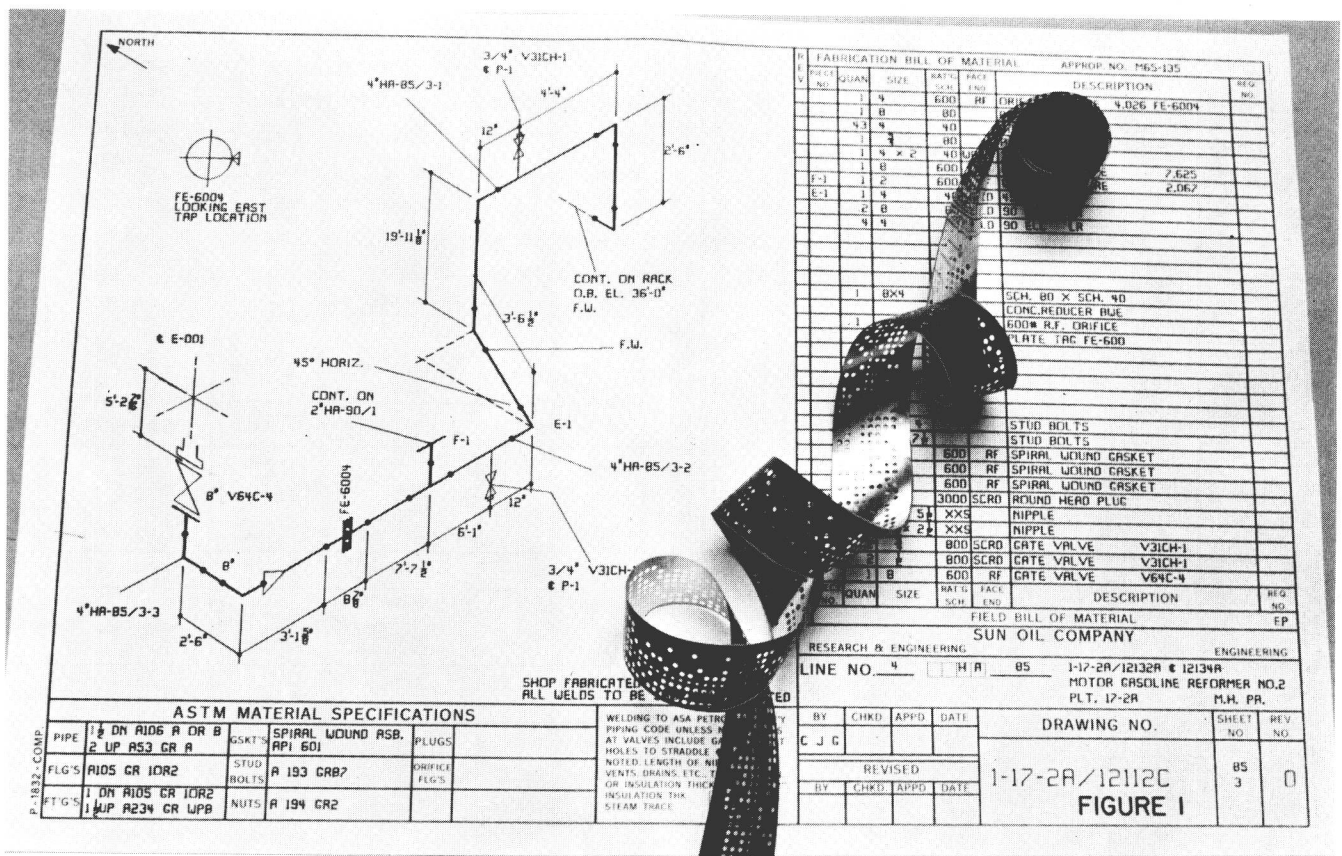 NORTH
3/4" V31CH-1
¢ P-1
4"HA-85/3-1
4'-4"
12"
2'-6"
FE-6004
LOOKING EAST
TAP LOCATION
19'-11 1/8
CONT. ON RACK
O.B. EL. 36'-0"
F.W.
3'-6 1/2"
F.W.
¢ E-001
45° HORIZ.
CONT. ON
2"HA-90/1
E-1
F-1
8" V64C-4
FE-6004
4"HA-85/3-2
12"
6'-1"
7'-7 1/2"
8"
3/4" V31CH-1
¢ P-1
4"HA-85/3-3
2'-6"
SHOP FABRICATE
ALL WELDS TO BE
FABRICATION BILL OF MATERIAL APPROP. NO. M65-135
REV PIECE NO QUAN SIZE RAT'G SCH FACE END DESCRIPTION REQ. NO.
1 4 600 RF 4.026 FE-6004
1 8 80
43 4 40
1 80
1 4 × 2 40
1 8 600 7.625
F-1 1 2 600 2.067
E-1 1 4
2 8 90
4 4 90
1 8X4 SCH. 80 X SCH. 40
CONC.REDUCER BWE
1 600# R.F. ORIFICE
PLATE TAG FE-600
STUD BOLTS
STUD BOLTS
600 RF SPIRAL WOUND GASKET
600 RF SPIRAL WOUND GASKET
600 RF SPIRAL WOUND GASKET
3000 SCRD ROUND HEAD PLUG
XXS NIPPLE
XXS NIPPLE
800 SCRD GATE VALVE V31CH-1
800 SCRD GATE VALVE V31CH-1
1 8 600 RF GATE VALVE V64C-4
QUAN SIZE RAT'G SCH FACE END DESCRIPTION REQ. NO.
FIELD BILL OF MATERIAL EP
SUN OIL COMPANY
RESEARCH & ENGINEERING ENGINEERING
LINE NO. 4 HA 85 1-17-2A/12132A & 12134A
MOTOR GASOLINE REFORMER NO.2
PLT. 17-2A M.H. PA.
P-1832-COMP
ASTM MATERIAL SPECIFICATIONS
PIPE 1 1/2 DN A106 A OR B
2 UP A53 GR A
GSKT'S SPIRAL WOUND ASB.
API 601
PLUGS
FLG'S A105 GR 1OR2
STUD BOLTS A 193 GRB7
ORIFICE FLG'S
FT'G'S 1 DN A105 GR 1OR2
1 1/2UP A234 GR WPB
NUTS A 194 GR2
WELDING TO ASA PETRO
PIPING CODE UNLESS
AT VALVES INCLUDE
HOLES TO STRADDLE
NOTED. LENGTH OF
VENTS, DRAINS, ETC.,
OR INSULATION
INSULATION THK
STEAM TRACE
BY CHKD APPD DATE
C J G
REVISED
BY CHKD APPD DATE
DRAWING NO.
1-17-2A/12112C
SHEET NO
85
3
REV NO.
0
FIGURE 1